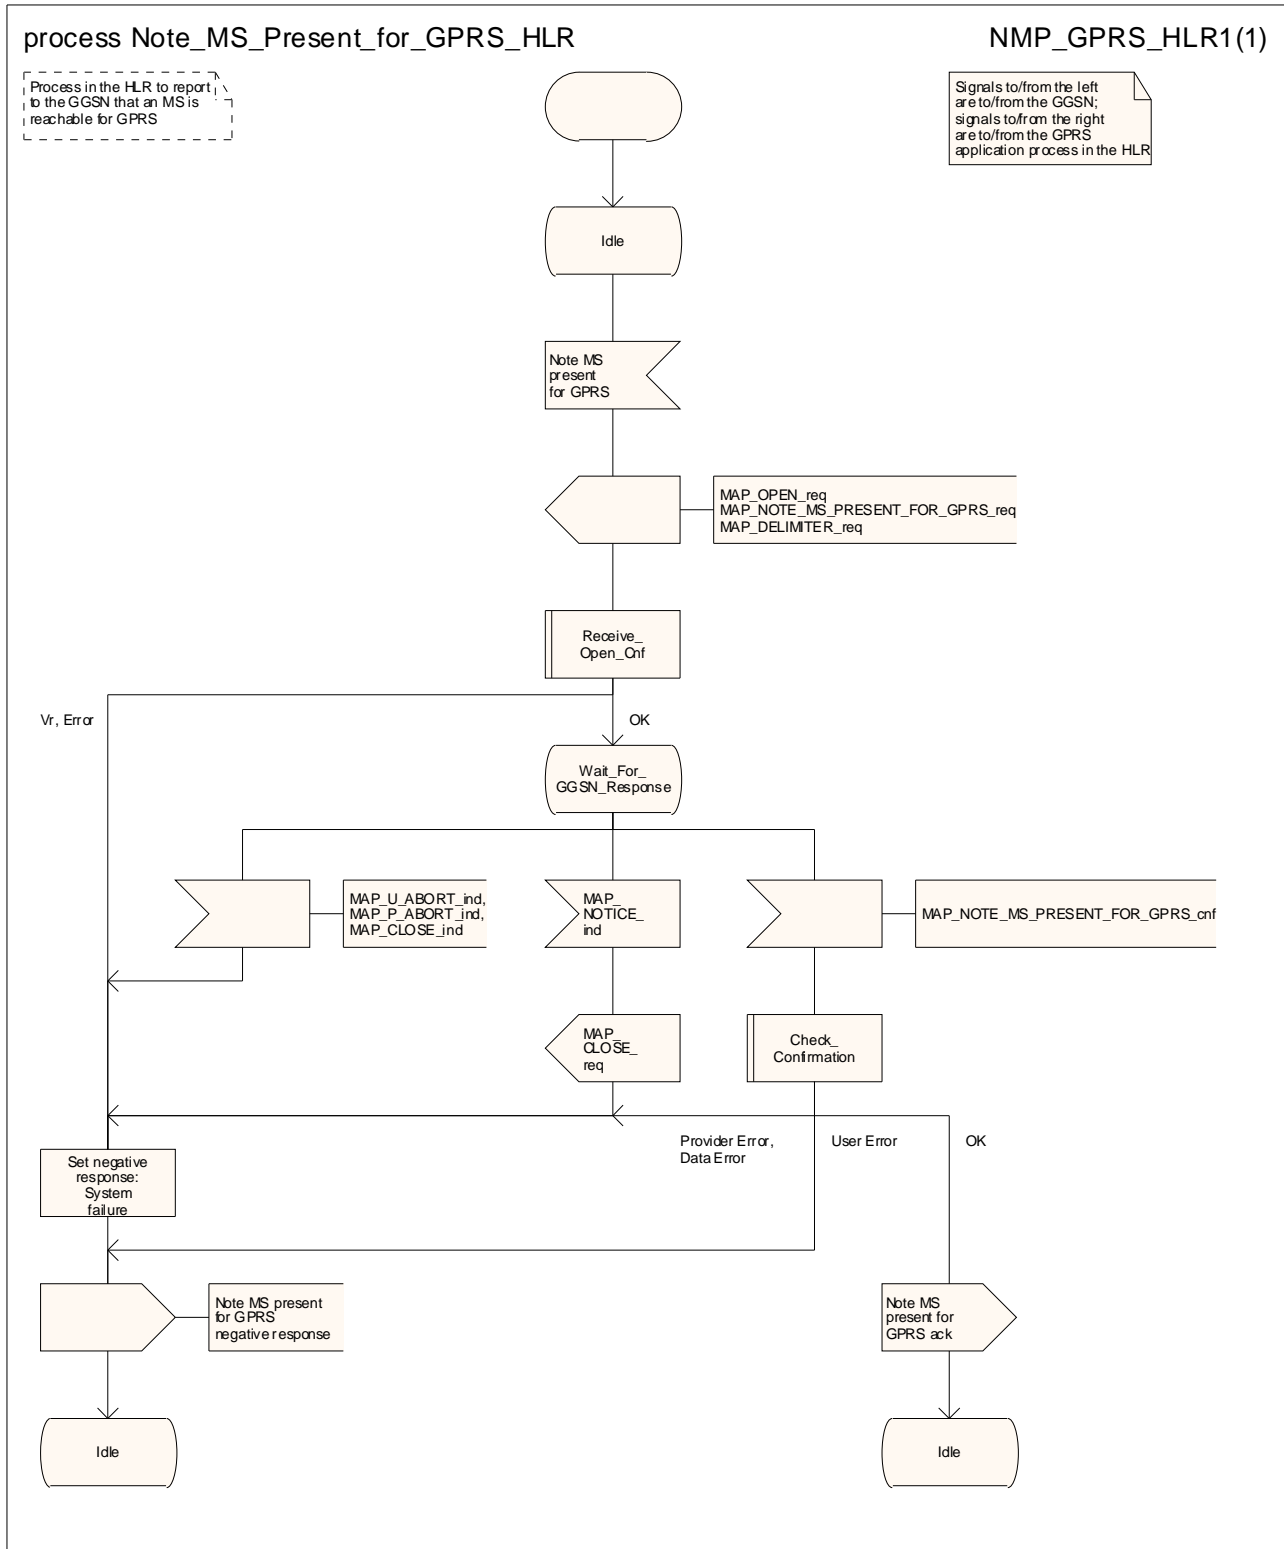 process Note_MS_Present_for_GPRS_HLR
NMP_GPRS_HLR1(1)
Process in the HLR to report
to the GGSN that an MS is
reachable for GPRS
Signals to/from the left
are to/from the GGSN;
signals to/from the right
are to/from the GPRS
application process in the HLR
Idle
Note MS
present
for GPRS
MAP_OPEN_req
MAP_NOTE_MS_PRESENT_FOR_GPRS_req
MAP_DELIMITER_req
Receive_
Open_Cnf
Vr, Error
OK
Wait_For_
GGSN_Response
MAP_U_ABORT_ind,
MAP_P_ABORT_ind,
MAP_CLOSE_ind
MAP_
NOTICE_
ind
MAP_NOTE_MS_PRESENT_FOR_GPRS_cnf
MAP_
CLOSE_
req
Check_
Confirmation
Provider Error,
Data Error
User Error
OK
Set negative
response:
System
failure
Note MS present
for GPRS
negative response
Note MS
present for
GPRS ack
Idle
Idle